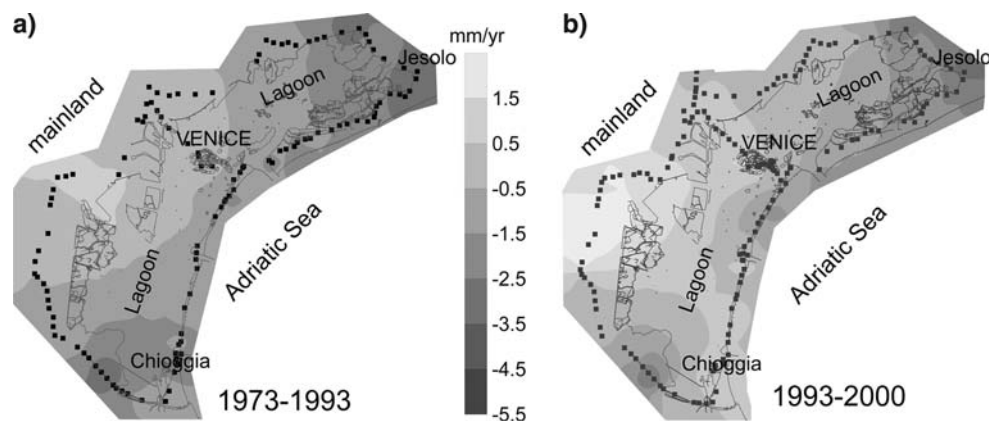 a)
mm/yr
Jesolo
Lagoon
mainland
VENICE
Adriatic Sea
Lagoon
Chioggia
1973-1993
1.5
0.5
-0.5
-1.5
-2.5
-3.5
-4.5
-5.5
b)
Jesolo
Lagoon
mainland
VENICE
Adriatic Sea
Lagoon
Chioggia
1993-2000